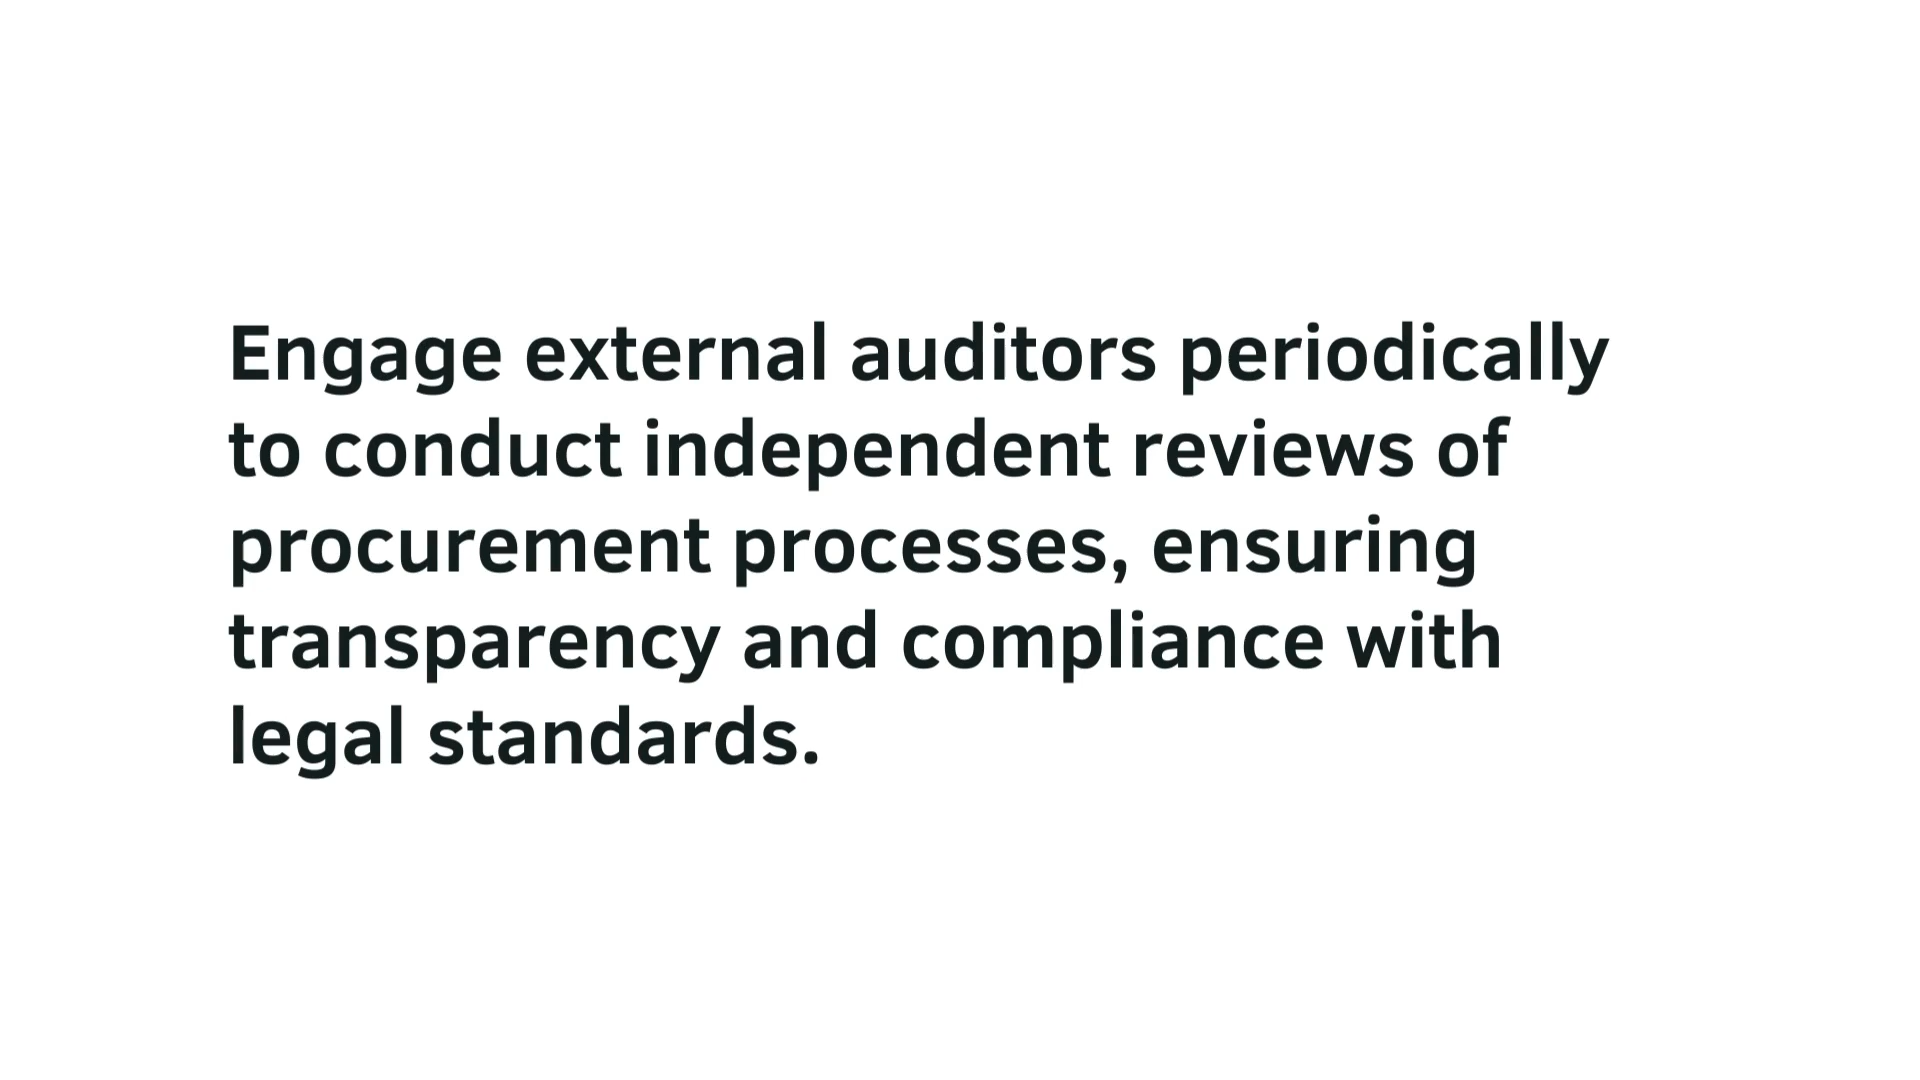 Engage external auditors periodically
to conduct independent reviews of
procurement processes, ensuring
transparency and compliance with
legal standards.